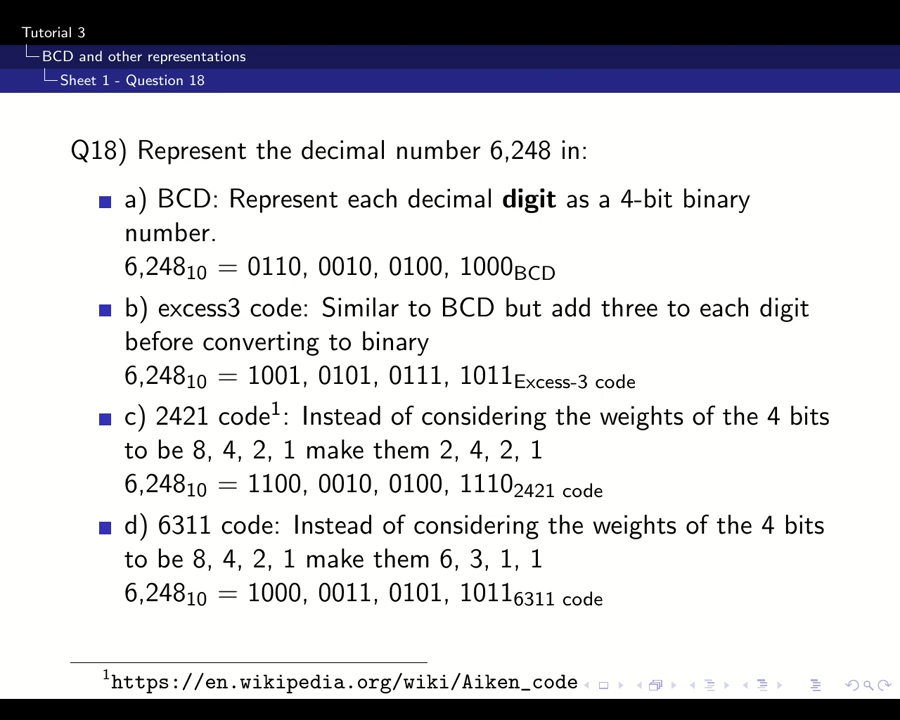 Tutorial 3
BCD and other representations
Sheet 1 - Question 18
Q18) Represent the decimal number 6,248 in:
a) BCD: Represent each decimal digit as a 4-bit binary
number.
6,248₁₀ = 0110, 0010, 0100, 1000BCD
b) excess3 code: Similar to BCD but add three to each digit
before converting to binary
6,248₁₀ = 1001, 0101, 0111, 1011Excess-3 code
c) 2421 code¹: Instead of considering the weights of the 4 bits
to be 8, 4, 2, 1 make them 2, 4, 2, 1
6,248₁₀ = 1100, 0010, 0100, 11102421 code
d) 6311 code: Instead of considering the weights of the 4 bits
to be 8, 4, 2, 1 make them 6, 3, 1, 1
6,248₁₀ = 1000, 0011, 0101, 10116311 code
¹https://en.wikipedia.org/wiki/Aiken_code